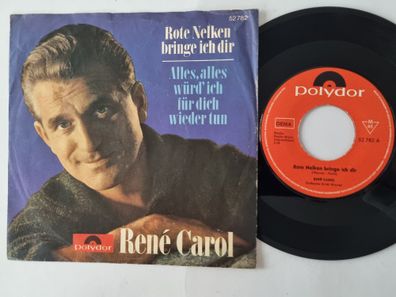 52 782
Rote Nelken
bringe ich dir
Alles, alles
würd' ich
für dich
wieder tun
Polydor
René Carol
Polydor
GEMA
52 782 A
Rote Nelken bringe ich dir
RENÉ CAROL